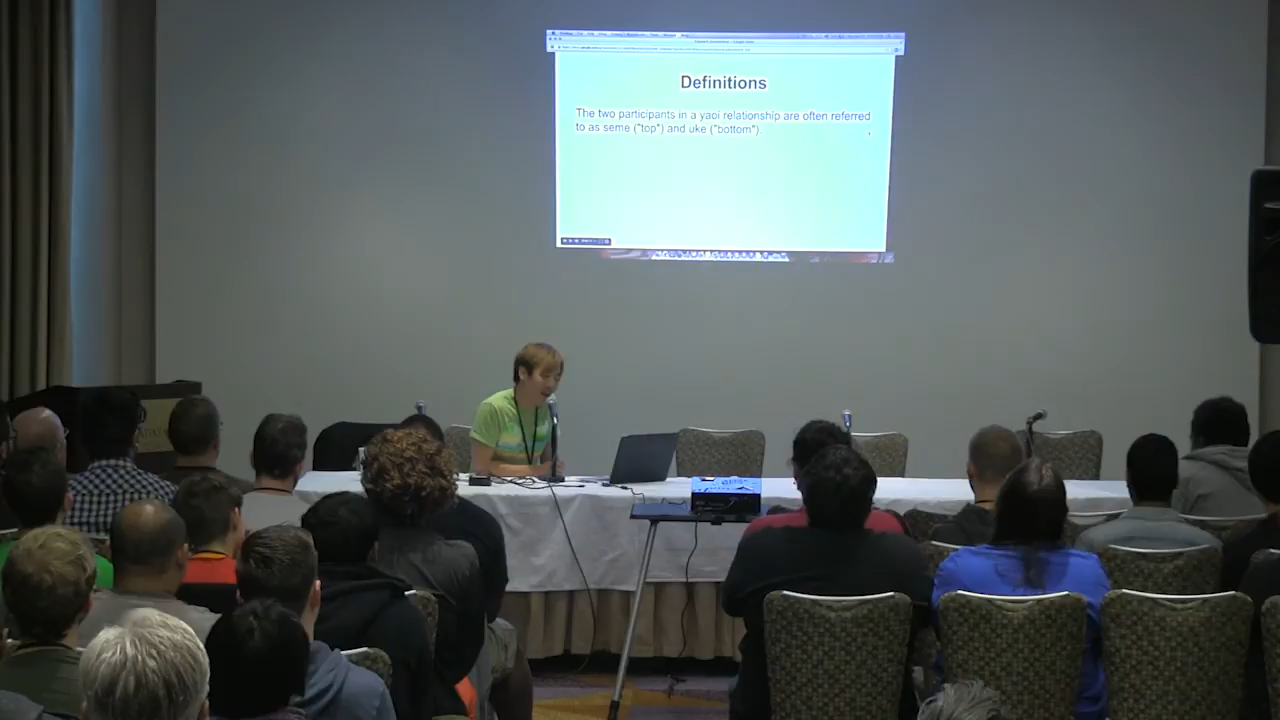 Definitions
The two participants in a yaoi relationship are often referred
to as seme ("top") and uke ("bottom").